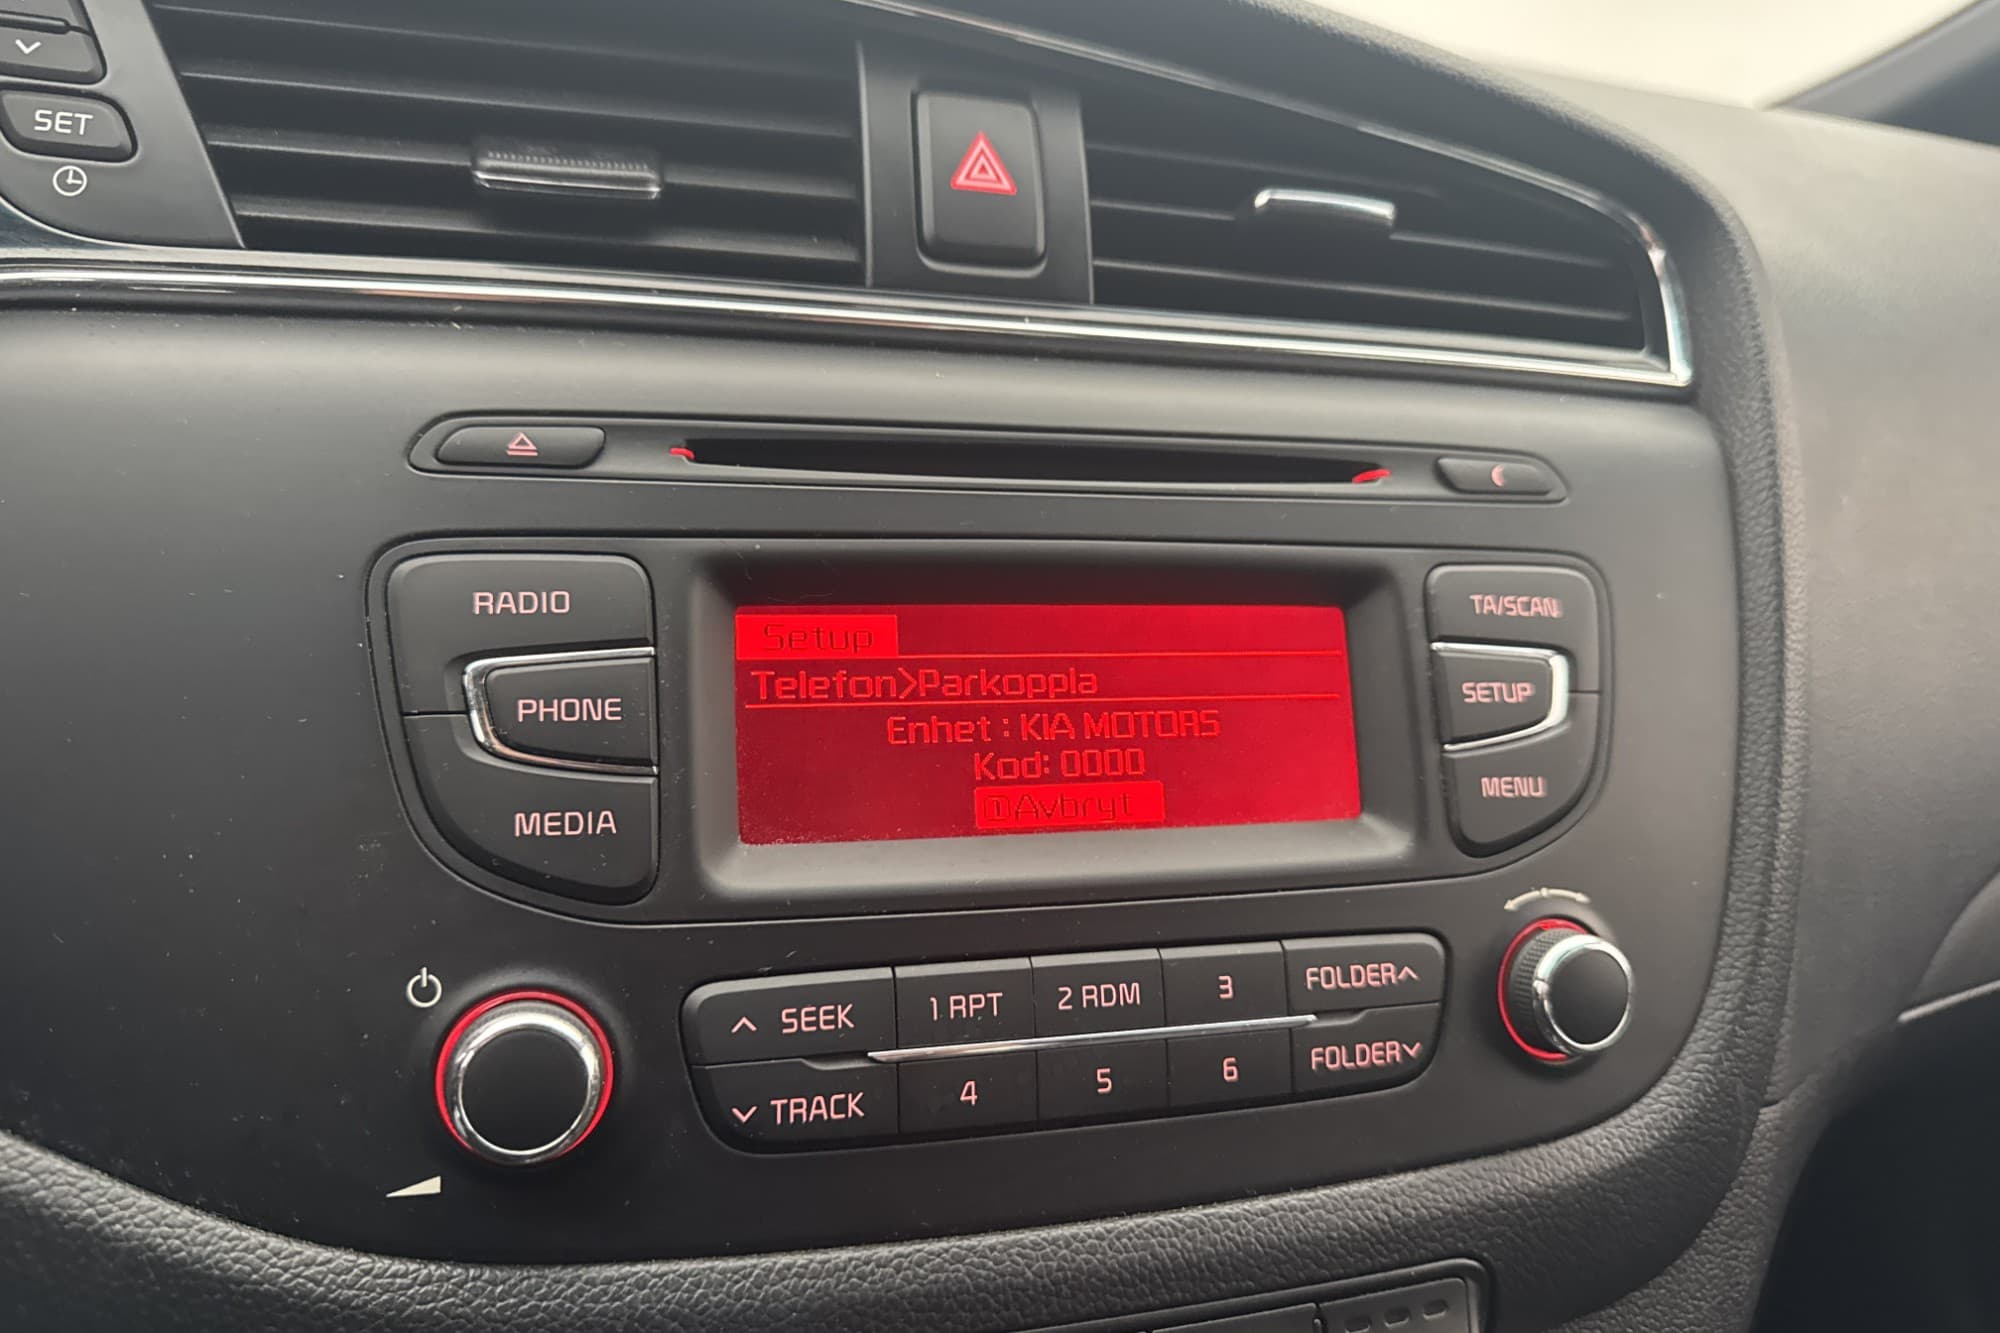 SET
RADIO
PHONE
MEDIA
Setup
Telefon>Parkoppla
Enhet : KIA MOTORS
Kod: 0000
①Avbryt
TA/SCAN
SETUP
MENU
SEEK
TRACK
1 RPT
2 RDM
3
4
5
6
FOLDER
FOLDER